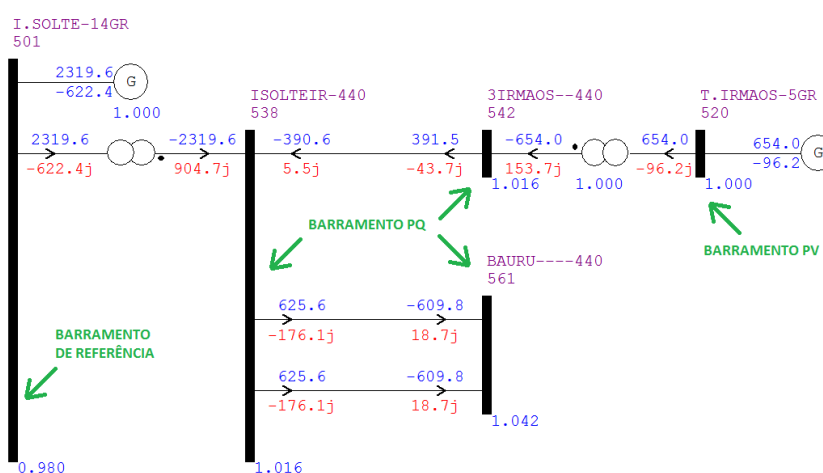 I.SOLTE-14GR
501
2319.6
-622.4
G
1.000
2319.6
-622.4j
-2319.6
904.7j
ISOLTEIR-440
538
-390.6
5.5j
391.5
-43.7j
3IRMAOS--440
542
-654.0
153.7j
1.016
1.000
654.0
-96.2j
T.IRMAOS-5GR
520
654.0
-96.2
G
1.000
BARRAMENTO PQ
BARRAMENTO PV
BAURU----440
561
625.6
-176.1j
-609.8
18.7j
625.6
-176.1j
-609.8
18.7j
1.042
BARRAMENTO
DE REFERÊNCIA
0.980
1.016